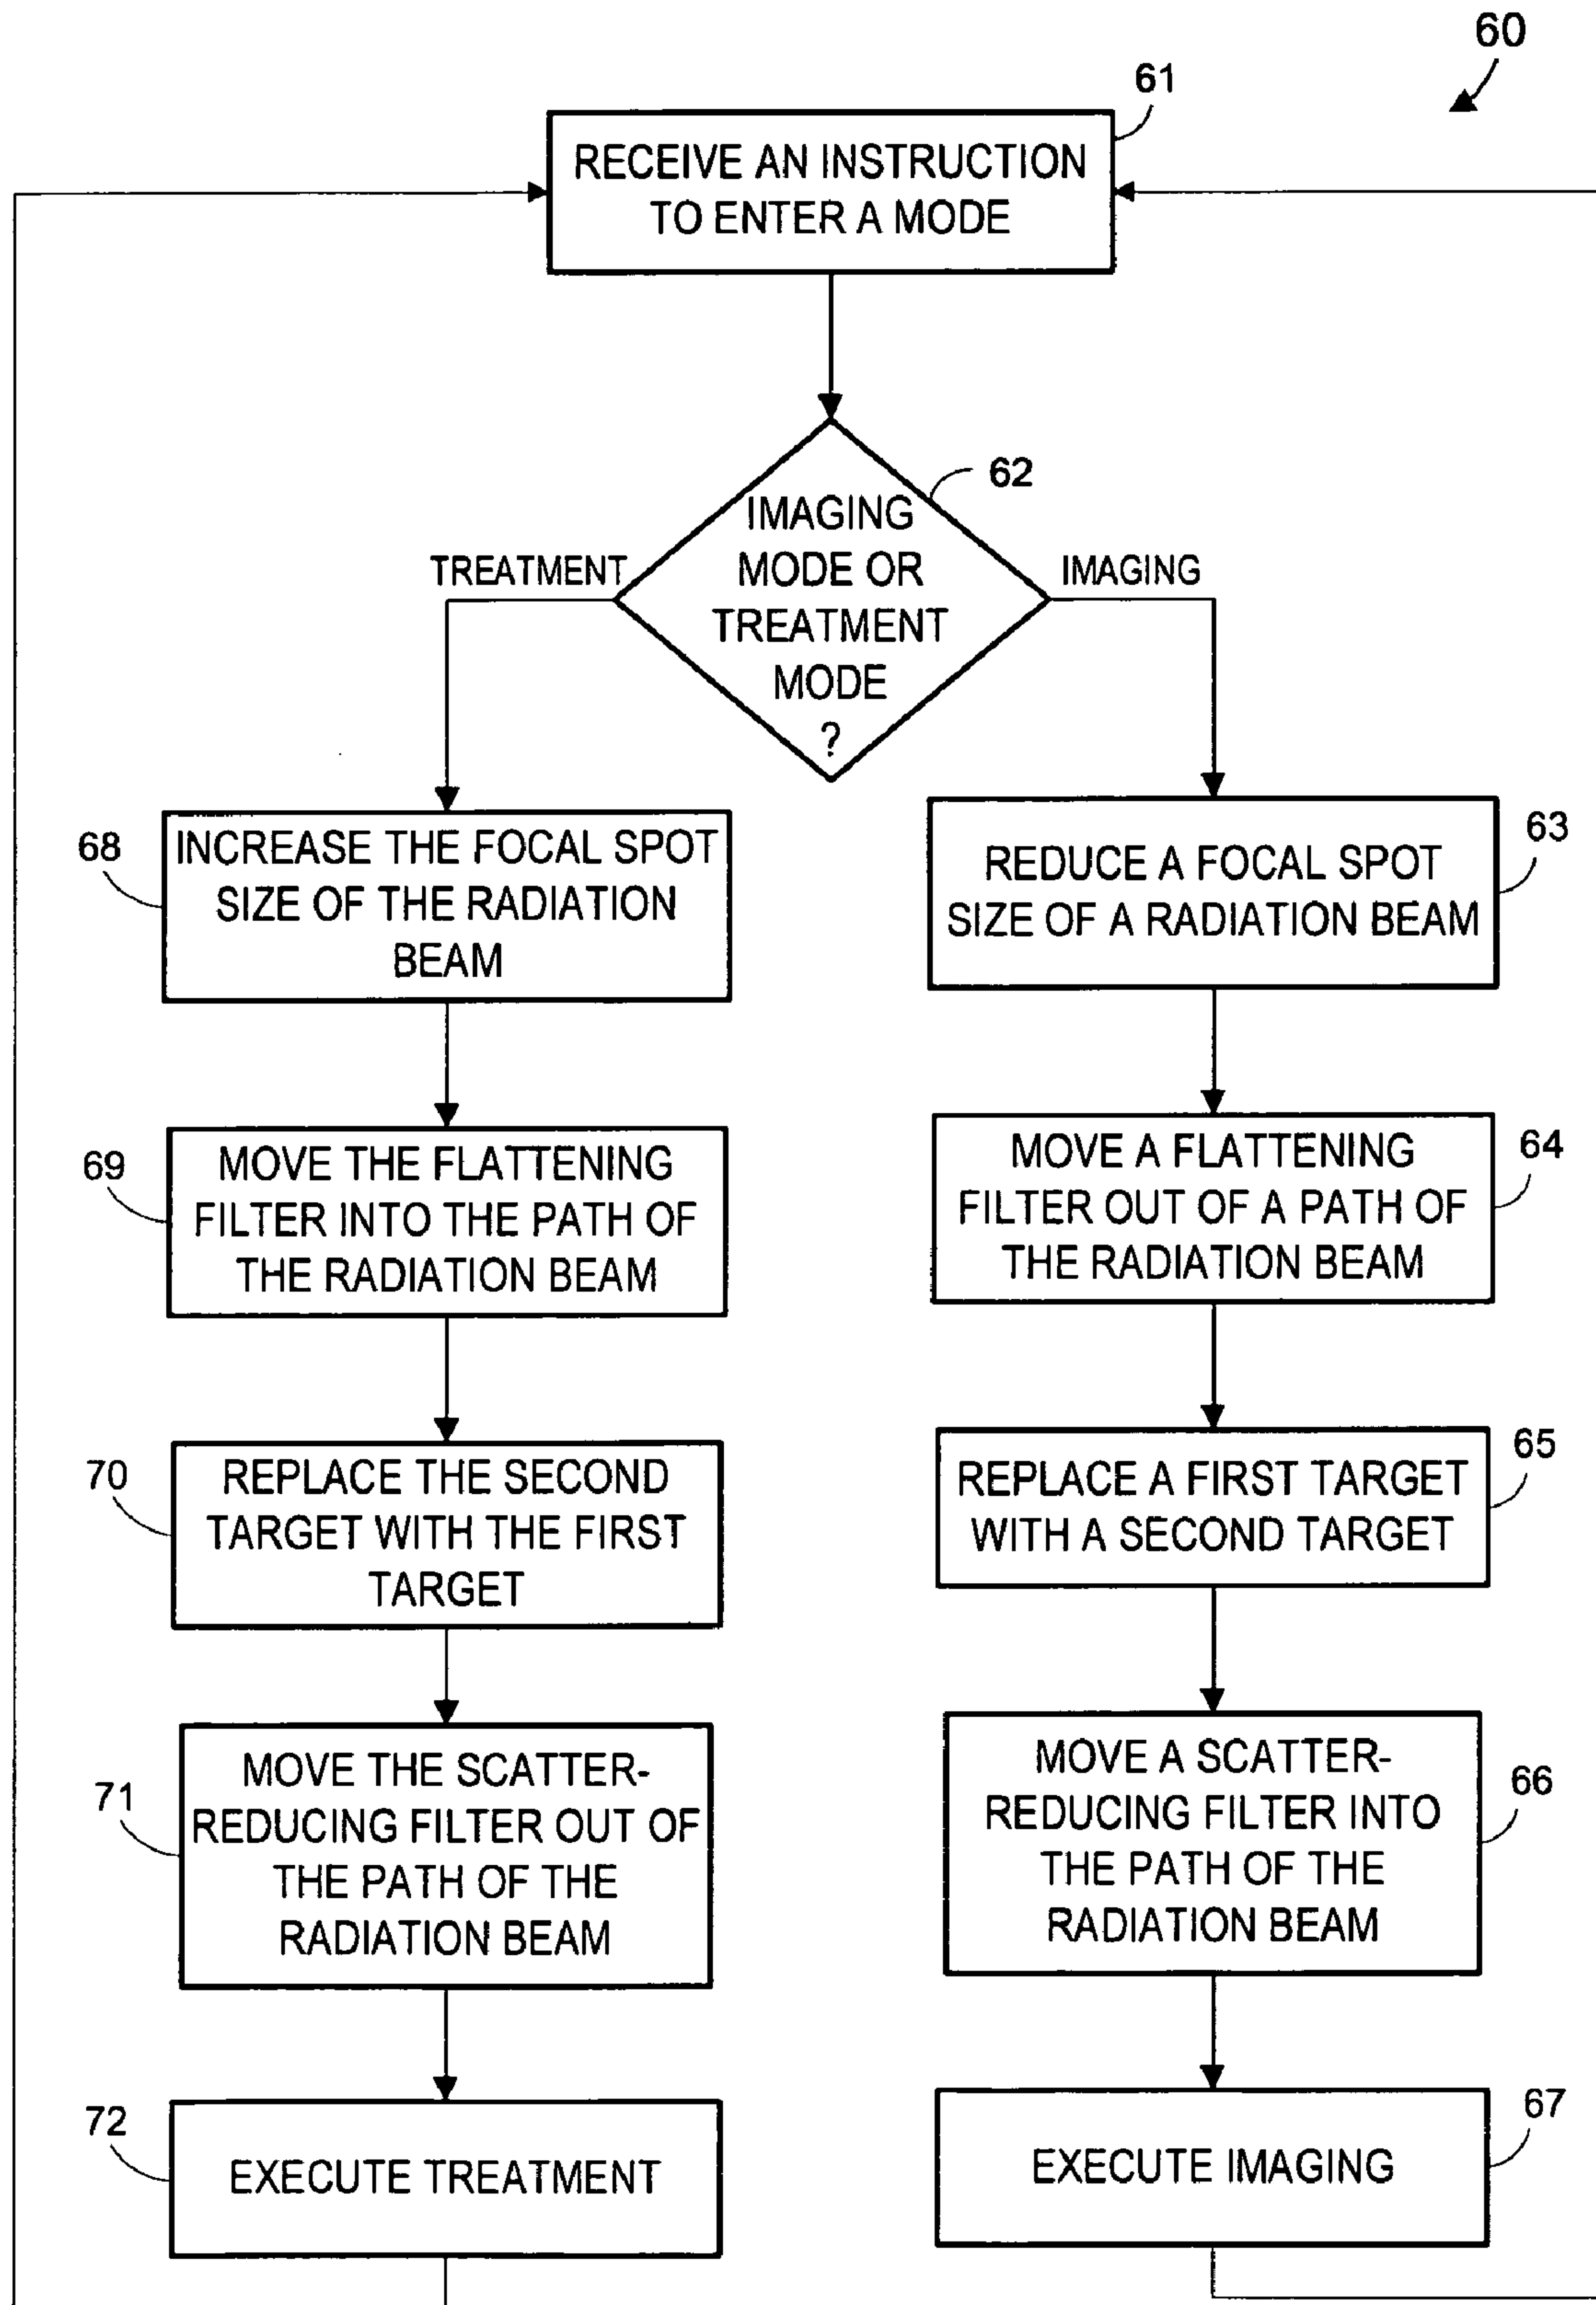 60
61
RECEIVE AN INSTRUCTION
TO ENTER A MODE
62
IMAGING
MODE OR
TREATMENT
MODE
?
TREATMENT
IMAGING
68
INCREASE THE FOCAL SPOT
SIZE OF THE RADIATION
BEAM
63
REDUCE A FOCAL SPOT
SIZE OF A RADIATION BEAM
69
MOVE THE FLATTENING
FILTER INTO THE PATH OF
THE RADIATION BEAM
64
MOVE A FLATTENING
FILTER OUT OF A PATH OF
THE RADIATION BEAM
70
REPLACE THE SECOND
TARGET WITH THE FIRST
TARGET
65
REPLACE A FIRST TARGET
WITH A SECOND TARGET
71
MOVE THE SCATTER-
REDUCING FILTER OUT OF
THE PATH OF THE
RADIATION BEAM
66
MOVE A SCATTER-
REDUCING FILTER INTO
THE PATH OF THE
RADIATION BEAM
72
EXECUTE TREATMENT
67
EXECUTE IMAGING